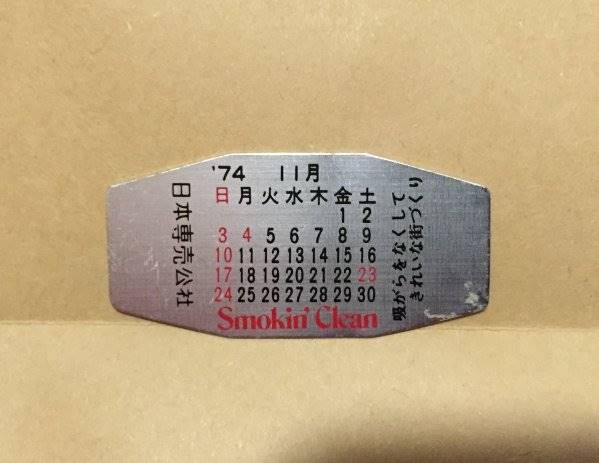 '74 11月
日 月 火 水 木 金 土
1 2
3 4 5 6 7 8 9
10 11 12 13 14 15 16
17 18 19 20 21 22 23
24 25 26 27 28 29 30
Smokin' Clean
日本専売公社
吸がらをなくして
きれいな街づくり